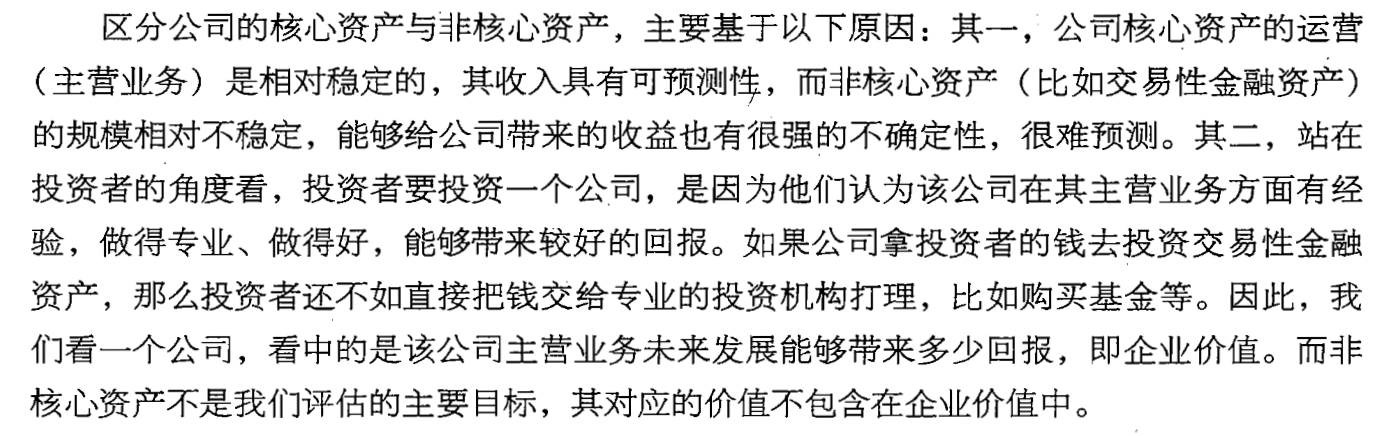 区分公司的核心资产与非核心资产，主要基于以下原因：其一，公司核心资产的运营
（主营业务）是相对稳定的，其收入具有可预测性，而非核心资产（比如交易性金融资产）
的规模相对不稳定，能够给公司带来的收益也有很强的不确定性，很难预测。其二，站在
投资者的角度看，投资者要投资一个公司，是因为他们认为该公司在其主营业务方面有经
验，做得专业、做得好，能够带来较好的回报。如果公司拿投资者的钱去投资交易性金融
资产，那么投资者还不如直接把钱交给专业的投资机构打理，比如购买基金等。因此，我
们看一个公司，看中的是该公司主营业务未来发展能够带来多少回报，即企业价值。而非
核心资产不是我们评估的主要目标，其对应的价值不包含在企业价值中。